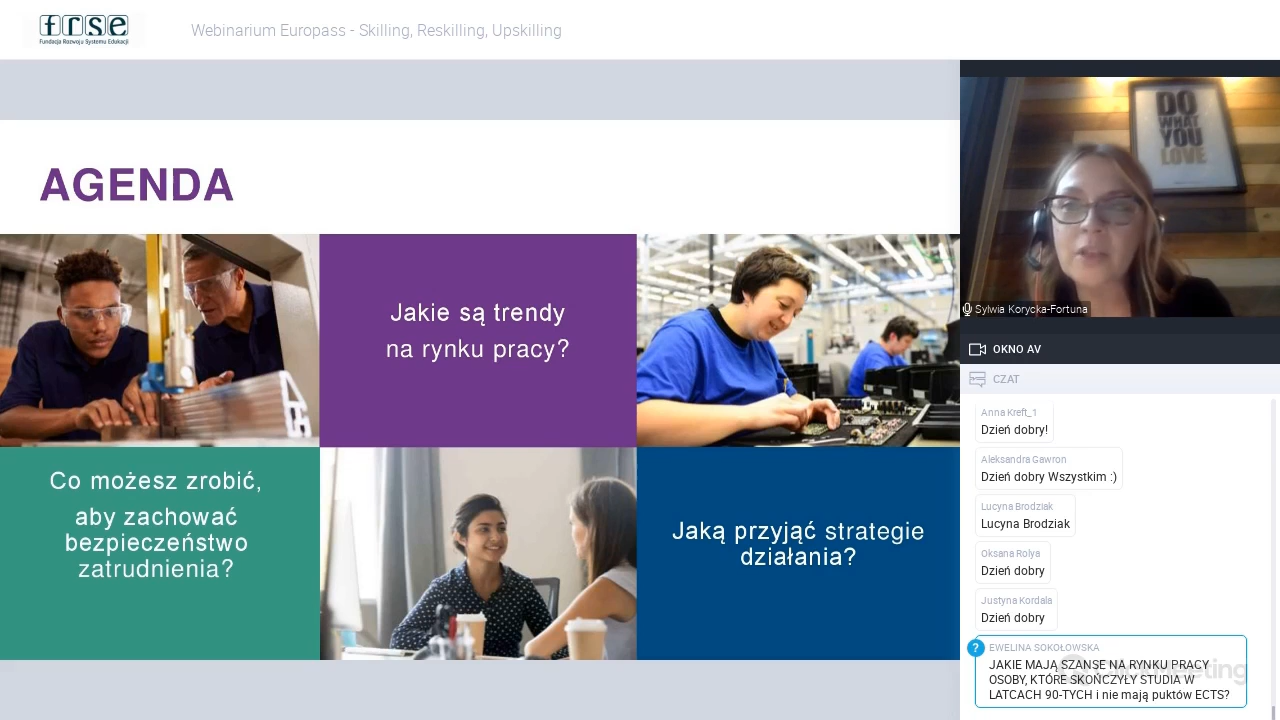 frse
Fundacja Rozwoju Systemu Edukacji
Webinarium Europass - Skilling, Reskilling, Upskilling
AGENDA
Jakie są trendy
na rynku pracy?
Co możesz zrobić,
aby zachować
bezpieczeństwo
zatrudnienia?
Jaką przyjąć strategie
działania?
DO
WHAT
YOU
LOVE
Sylwia Korycka-Fortuna
OKNO AV
CZAT
Anna Kreft_1
Dzień dobry!
Aleksandra Gawron
Dzień dobry Wszystkim :)
Lucyna Brodziak
Lucyna Brodziak
Oksana Rolya
Dzień dobry
Justyna Kordala
Dzień dobry
?
EWELINA SOKOŁOWSKA
JAKIE MAJĄ SZANSE NA RYNKU PRACY
OSOBY, KTÓRE SKOŃCZYŁY STUDIA W
LATCACH 90-TYCH i nie mają puktów ECTS?